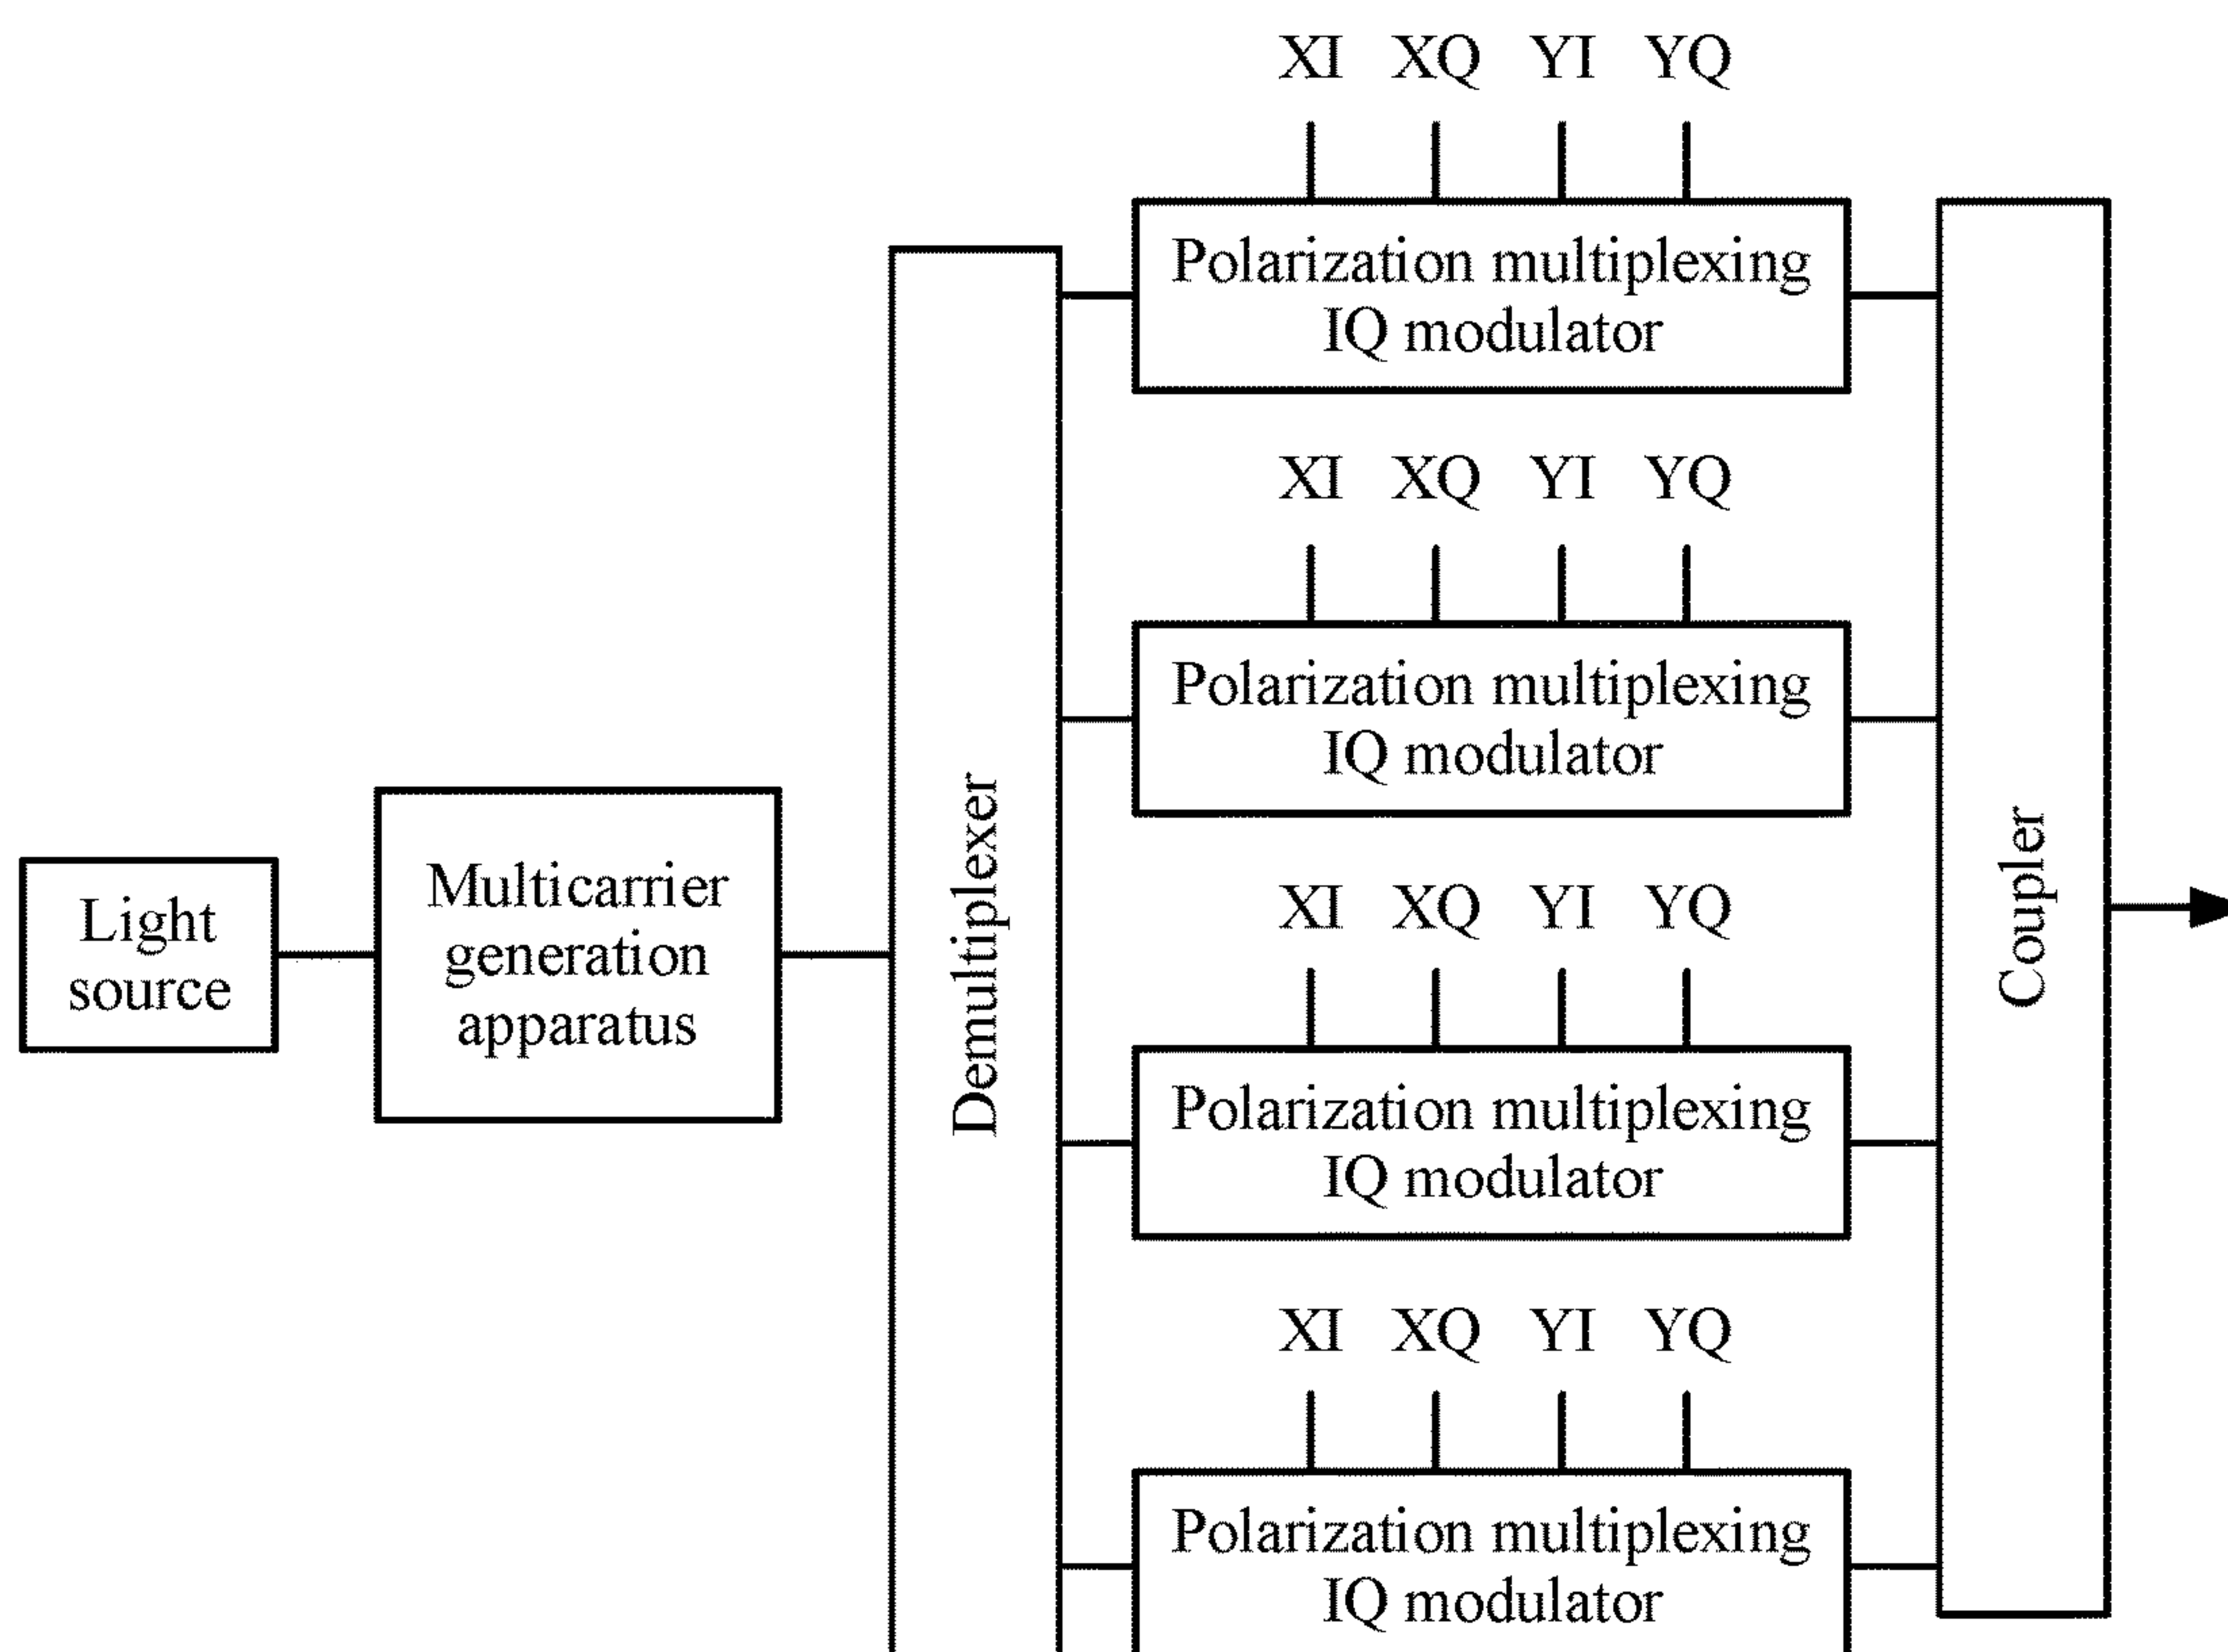 XI XQ YI YQ
Polarization multiplexing
IQ modulator
XI XQ YI YQ
Polarization multiplexing
IQ modulator
Light
source
Multicarrier
generation
apparatus
Demultiplexer
XI XQ YI YQ
Polarization multiplexing
IQ modulator
XI XQ YI YQ
Polarization multiplexing
IQ modulator
Coupler